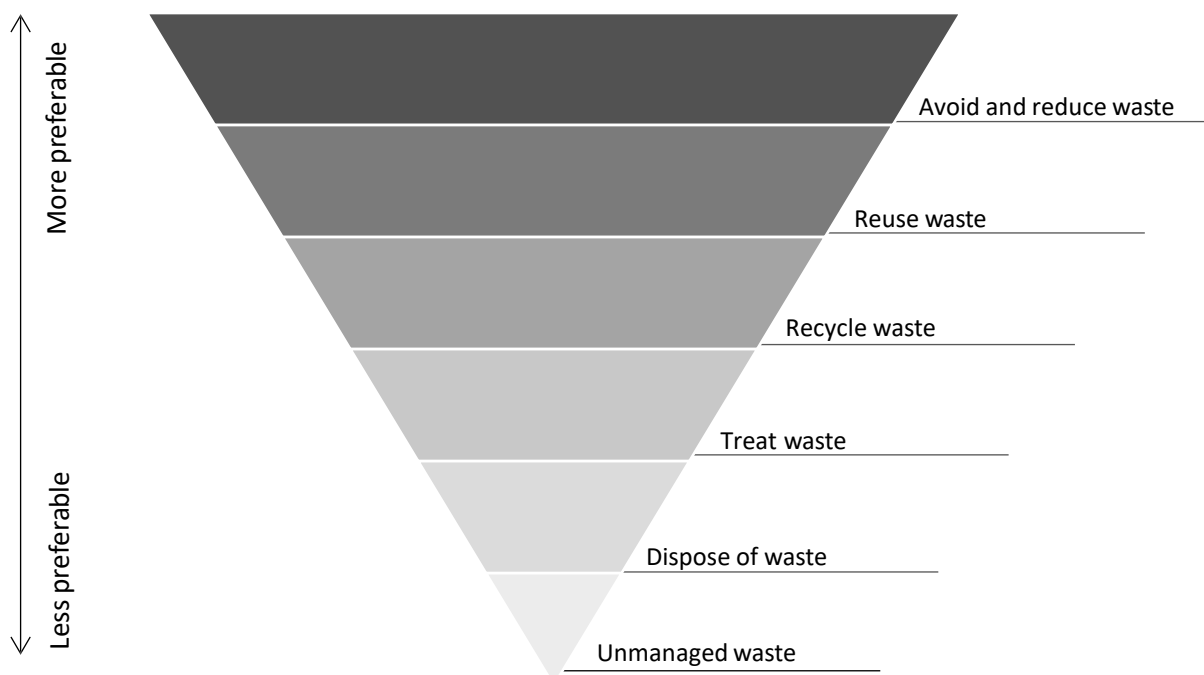 More preferable
Avoid and reduce waste
Reuse waste
Recycle waste
Treat waste
Less preferable
Dispose of waste
Unmanaged waste